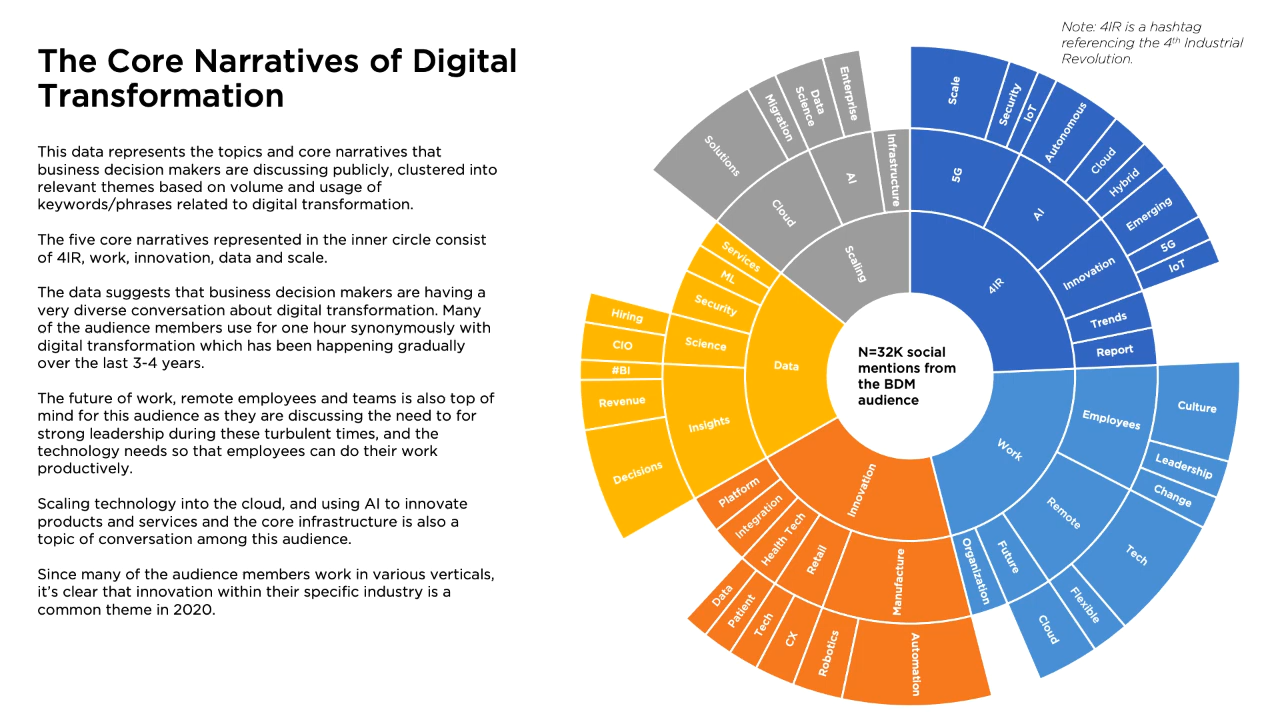 The Core Narratives of Digital
Transformation
This data represents the topics and core narratives that
business decision makers are discussing publicly, clustered into
relevant themes based on volume and usage of
keywords/phrases related to digital transformation.
The five core narratives represented in the inner circle consist
of 4IR, work, innovation, data and scale.
The data suggests that business decision makers are having a
very diverse conversation about digital transformation. Many
of the audience members use for one hour synonymously with
digital transformation which has been happening gradually
over the last 3-4 years.
The future of work, remote employees and teams is also top of
mind for this audience as they are discussing the need to for
strong leadership during these turbulent times, and the
technology needs so that employees can do their work
productively.
Scaling technology into the cloud, and using AI to innovate
products and services and the core infrastructure is also a
topic of conversation among this audience.
Since many of the audience members work in various verticals,
it's clear that innovation within their specific industry is a
common theme in 2020.
Note: 4IR is a hashtag
referencing the 4th Industrial
Revolution.
N=32K social
mentions from
the BDM
audience
4IR
5G
Scale
Security
IoT
AI
Autonomous
Cloud
Hybrid
Innovation
Emerging
5G
IoT
Trends
Report
Work
Employees
Culture
Leadership
Change
Remote
Tech
Flexible
Cloud
Future
Organization
Innovation
Manufacture
Automation
Robotics
Retail
CX
Tech
Health Tech
Patient
Data
Integration
Platform
Data
Insights
Decisions
Revenue
#BI
CIO
Science
Hiring
Security
ML
Services
Scaling
Cloud
Solutions
Migration
AI
Data
Science
Enterprise
Infrastructure